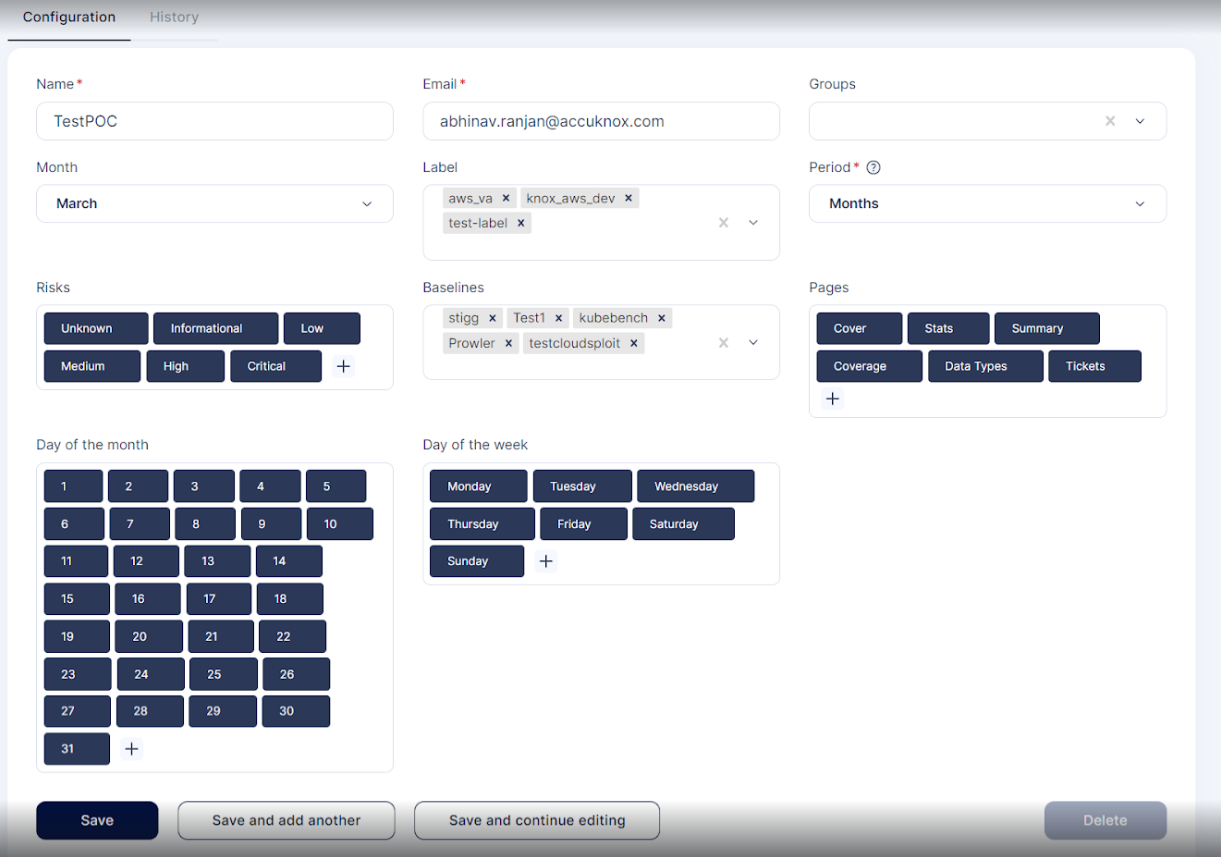 Configuration History
Name * Email * Groups
TestPOC abhinav.ranjan@accuknox.com
Month Label Period *
March aws_va knox_aws_dev Months
test-label
Risks Baselines Pages
Unknown Informational Low stigg Test1 kubebench Cover Stats Summary
Medium High Critical + Prowler testcloudsploit Coverage Data Types Tickets
+
Day of the month Day of the week
1 2 3 4 5 Monday Tuesday Wednesday
6 7 8 9 10 Thursday Friday Saturday
11 12 13 14 Sunday +
15 16 17 18
19 20 21 22
23 24 25 26
27 28 29 30
31 +
Save Save and add another Save and continue editing Delete